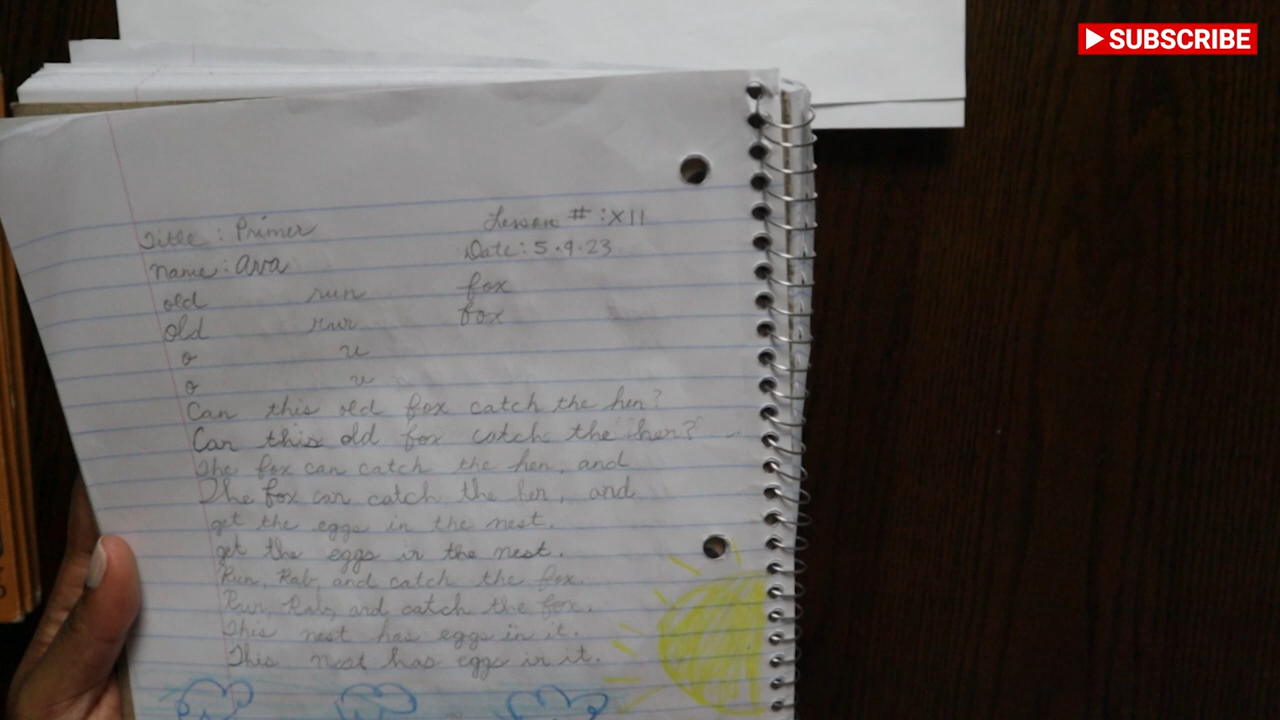 SUBSCRIBE
Title: Primer Lesson #: XII
Name: Ava Date: 5.9.23
old run fox
old run fox
o u
o u
Can this old fox catch the hen?
Can this old fox catch the hen?
The fox can catch the hen, and
The fox can catch the hen, and
get the eggs in the nest.
get the eggs in the nest.
Run, Rab, and catch the fox.
Run, Rab, and catch the fox.
This nest has eggs in it.
This nest has eggs in it.